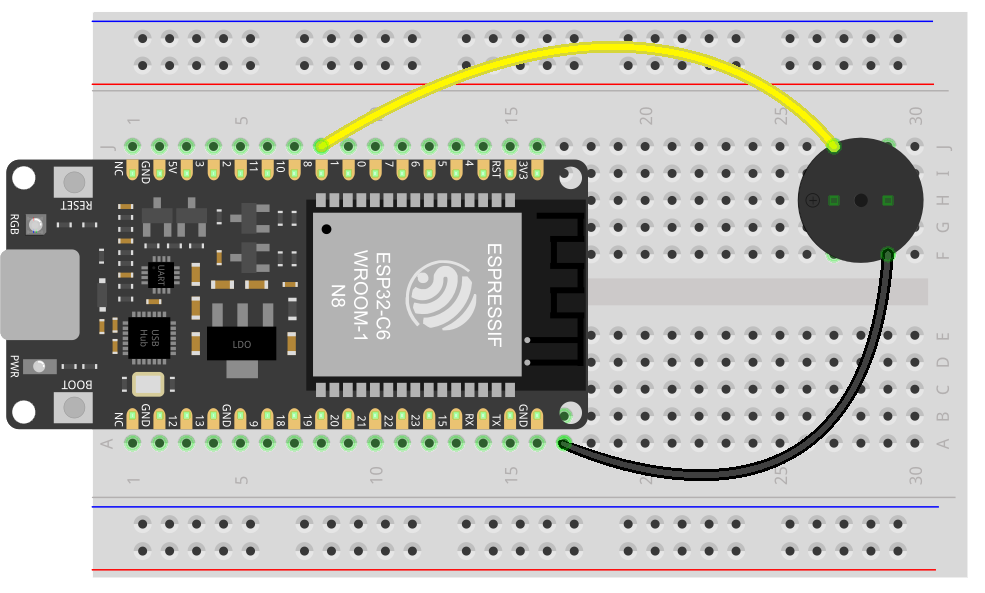 1 5 10 15 20 25 30
J J
NC GND 5V 3 2 11 10 8 1 0 7 6 5 4 RST 3V3
I
RESET
H
RGB
G
F
UART
ESPRESSIF
ESP32-C6
WROOM-1
N8
USB
Hub
LDO
E
PWR
D
BOOT
C
NC GND 12 13 GND 9 18 19 20 21 22 23 15 RX TX GND
B
A A
1 5 10 15 20 25 30